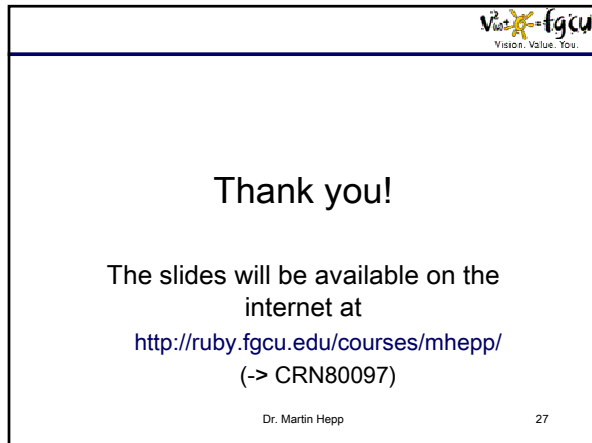 fgcu
Vision. Value. You.
Thank you!
The slides will be available on the
internet at
http://ruby.fgcu.edu/courses/mhepp/
(-> CRN80097)
Dr. Martin Hepp 27